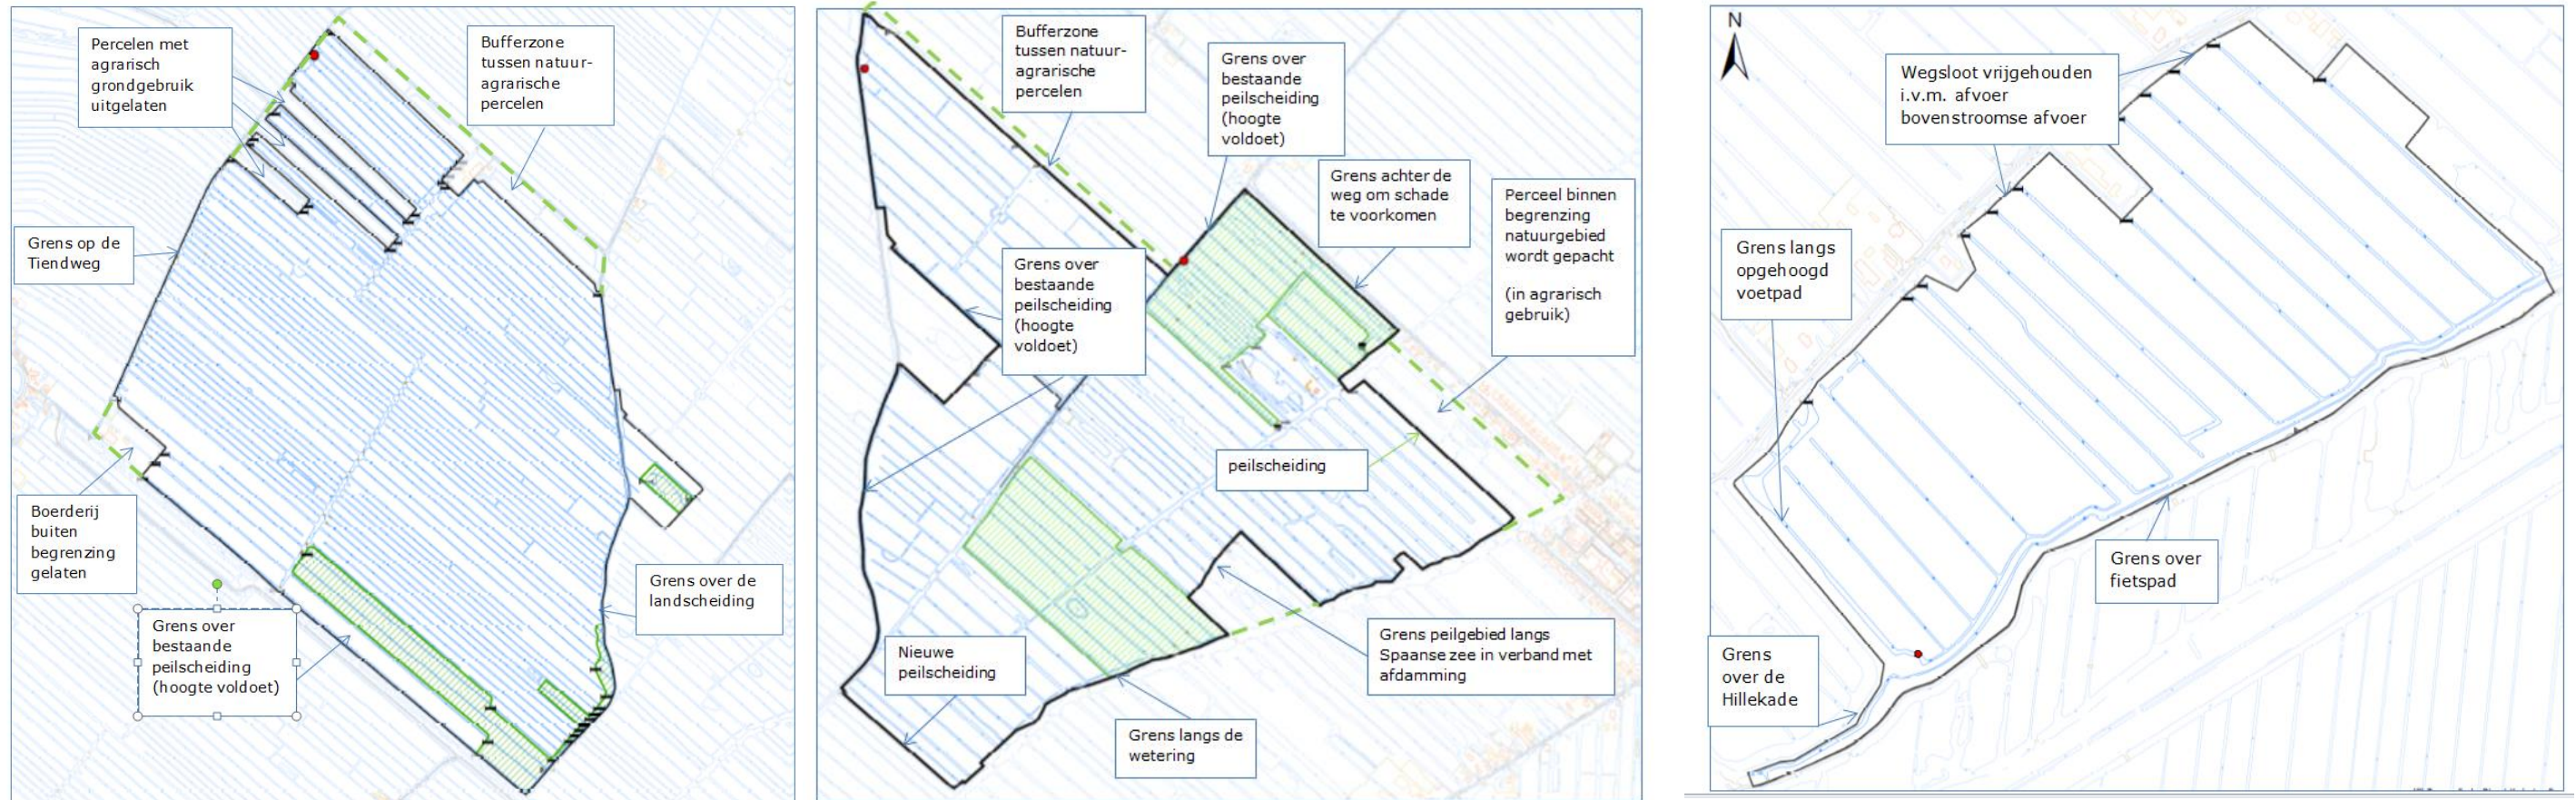 Percelen met
agrarisch
grondgebruik
uitgelaten
Bufferzone
tussen natuur-
agrarische
percelen
Grens op de
Tiendweg
Boerderij
buiten
begrenzing
gelaten
Grens over
bestaande
peilscheiding
(hoogte voldoet)
Grens over de
landscheiding
Bufferzone
tussen natuur-
agrarische
percelen
Grens over
bestaande
peilscheiding
(hoogte
voldoet)
Grens achter de
weg om schade
te voorkomen
Perceel binnen
begrenzing
natuurgebied
wordt gepacht
(in agrarisch
gebruik)
Grens over
bestaande
peilscheiding
(hoogte
voldoet)
peilscheiding
Nieuwe
peilscheiding
Grens peilgebied langs
Spaanse zee in verband met
afdamming
Grens langs de
wetering
N
Wegsloot vrijgehouden
i.v.m. afvoer
bovenstroomse afvoer
Grens langs
opgehoogd
voetpad
Grens over
fietspad
Grens
over de
Hillekade